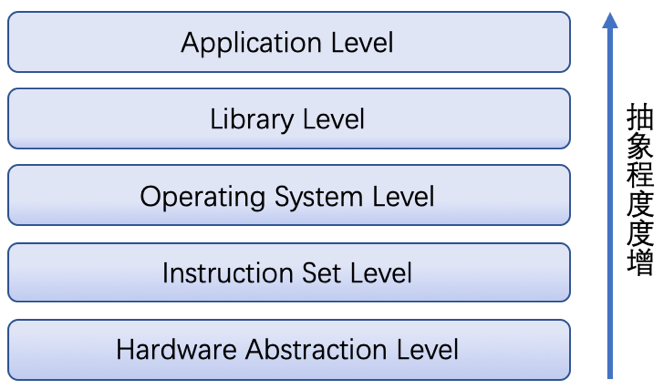 Application Level
Library Level
Operating System Level
Instruction Set Level
Hardware Abstraction Level
抽象程度度增